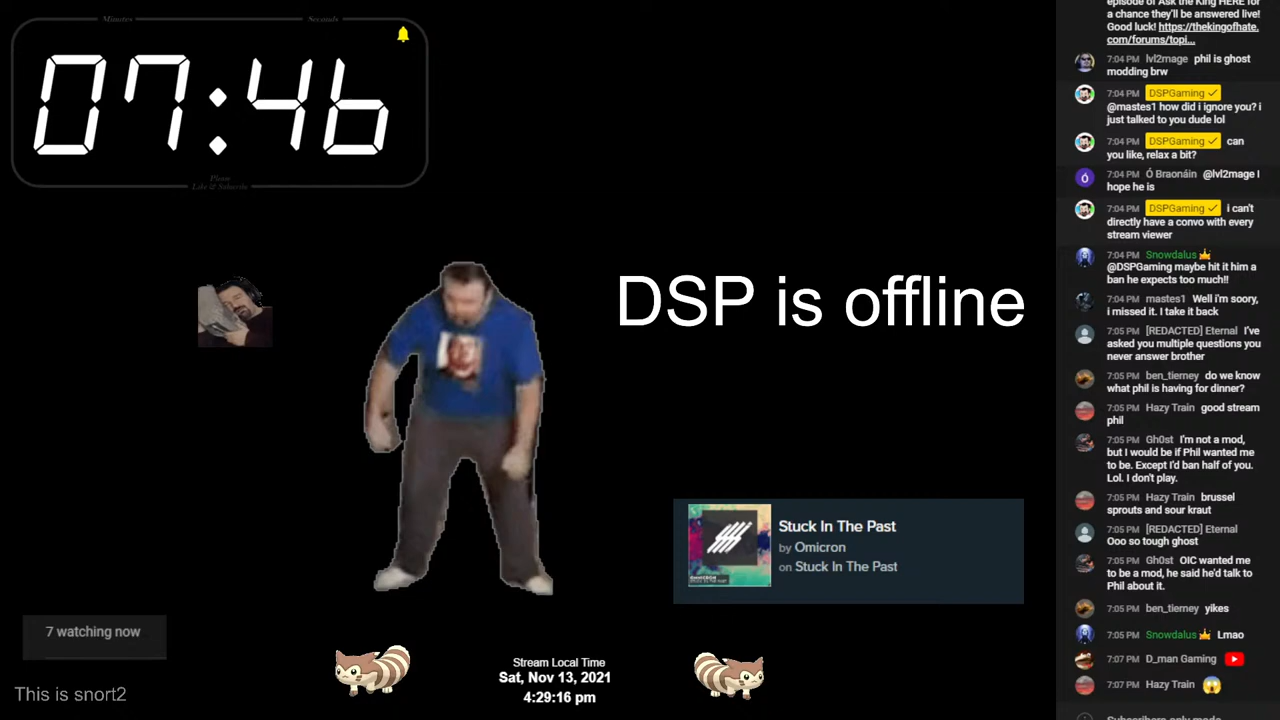 Minutes
Seconds
07:46
Please
Like & Subscribe
DSP is offline
Stuck In The Past
by Omicron
on Stuck In The Past
7 watching now
This is snort2
Stream Local Time
Sat, Nov 13, 2021
4:29:16 pm
episode of Ask the King HERE for
a chance they'll be answered live!
Good luck! https://thekingofhate.
com/forums/topi...
7:04 PM lvl2mage phil is ghost
modding brw
7:04 PM DSPGaming ✓
@mastes1 how did i ignore you? i
just talked to you dude lol
7:04 PM DSPGaming ✓ can
you like, relax a bit?
Ó
7:04 PM Ó Braonáin @lvl2mage I
hope he is
7:04 PM DSPGaming ✓ i can't
directly have a convo with every
stream viewer
7:04 PM Snowdalus
@DSPGaming maybe hit it him a
ban he expects too much!!
7:04 PM mastes1 Well i'm soory,
i missed it. I take it back
7:05 PM [REDACTED] Eternal I've
asked you multiple questions you
never answer brother
7:05 PM ben_tierney do we know
what phil is having for dinner?
7:05 PM Hazy Train good stream
phil
7:05 PM Gh0st I'm not a mod,
but I would be if Phil wanted me
to be. Except I'd ban half of you.
Lol. I don't play.
7:05 PM Hazy Train brussel
sprouts and sour kraut
7:05 PM [REDACTED] Eternal
Ooo so tough ghost
7:05 PM Gh0st OIC wanted me
to be a mod, he said he'd talk to
Phil about it.
7:05 PM ben_tierney yikes
7:05 PM Snowdalus Lmao
7:07 PM D_man Gaming
7:07 PM Hazy Train
Subscribers-only mode